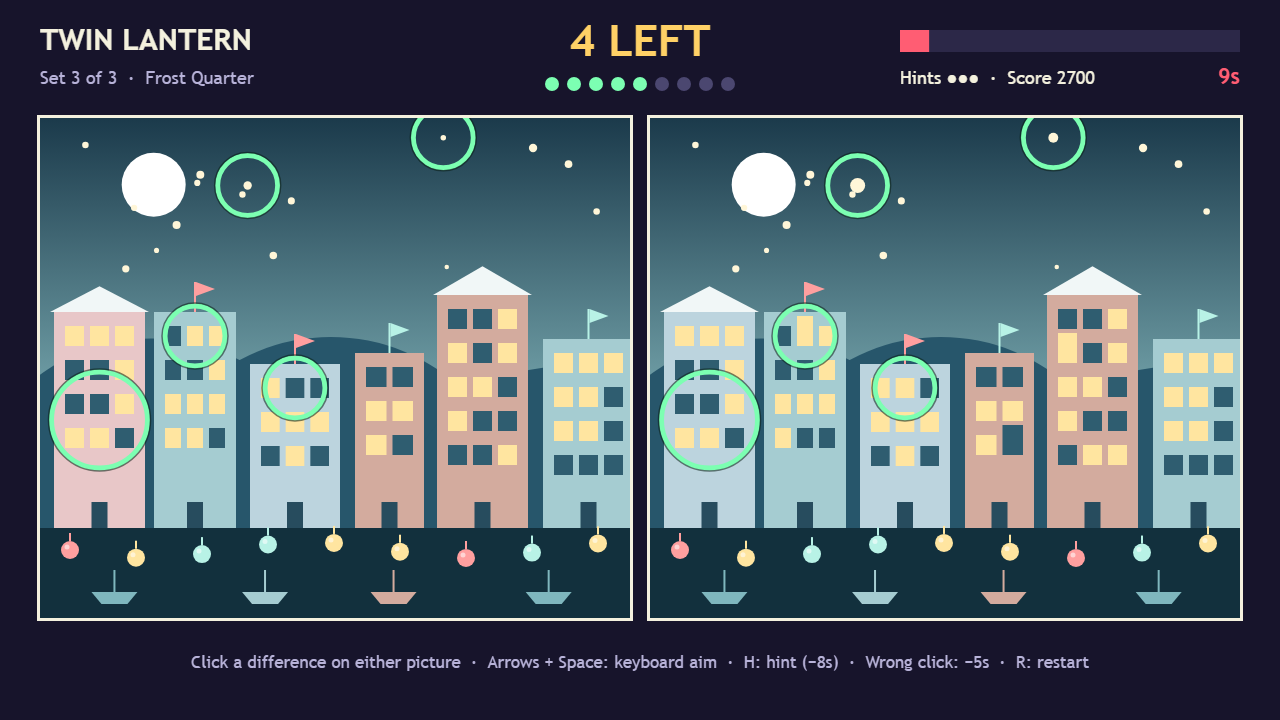 TWIN LANTERN
Set 3 of 3 · Frost Quarter
4 LEFT
Hints ●●● · Score 2700
9s
Click a difference on either picture · Arrows + Space: keyboard aim · H: hint (−8s) · Wrong click: −5s · R: restart